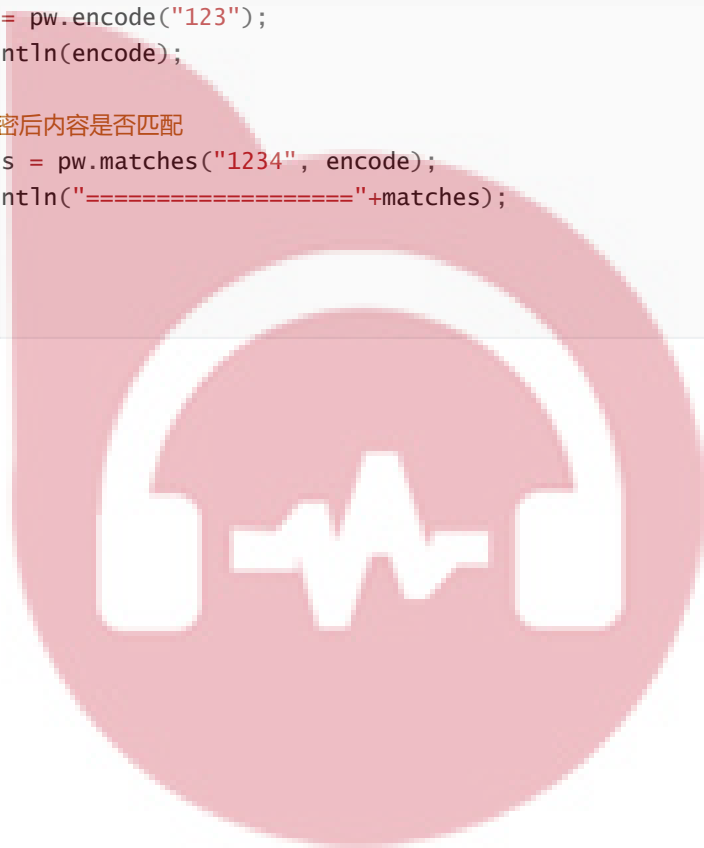 = pw.encode("123");
ntln(encode);
密后内容是否匹配
s = pw.matches("1234", encode);
ntln("==================="+matches);